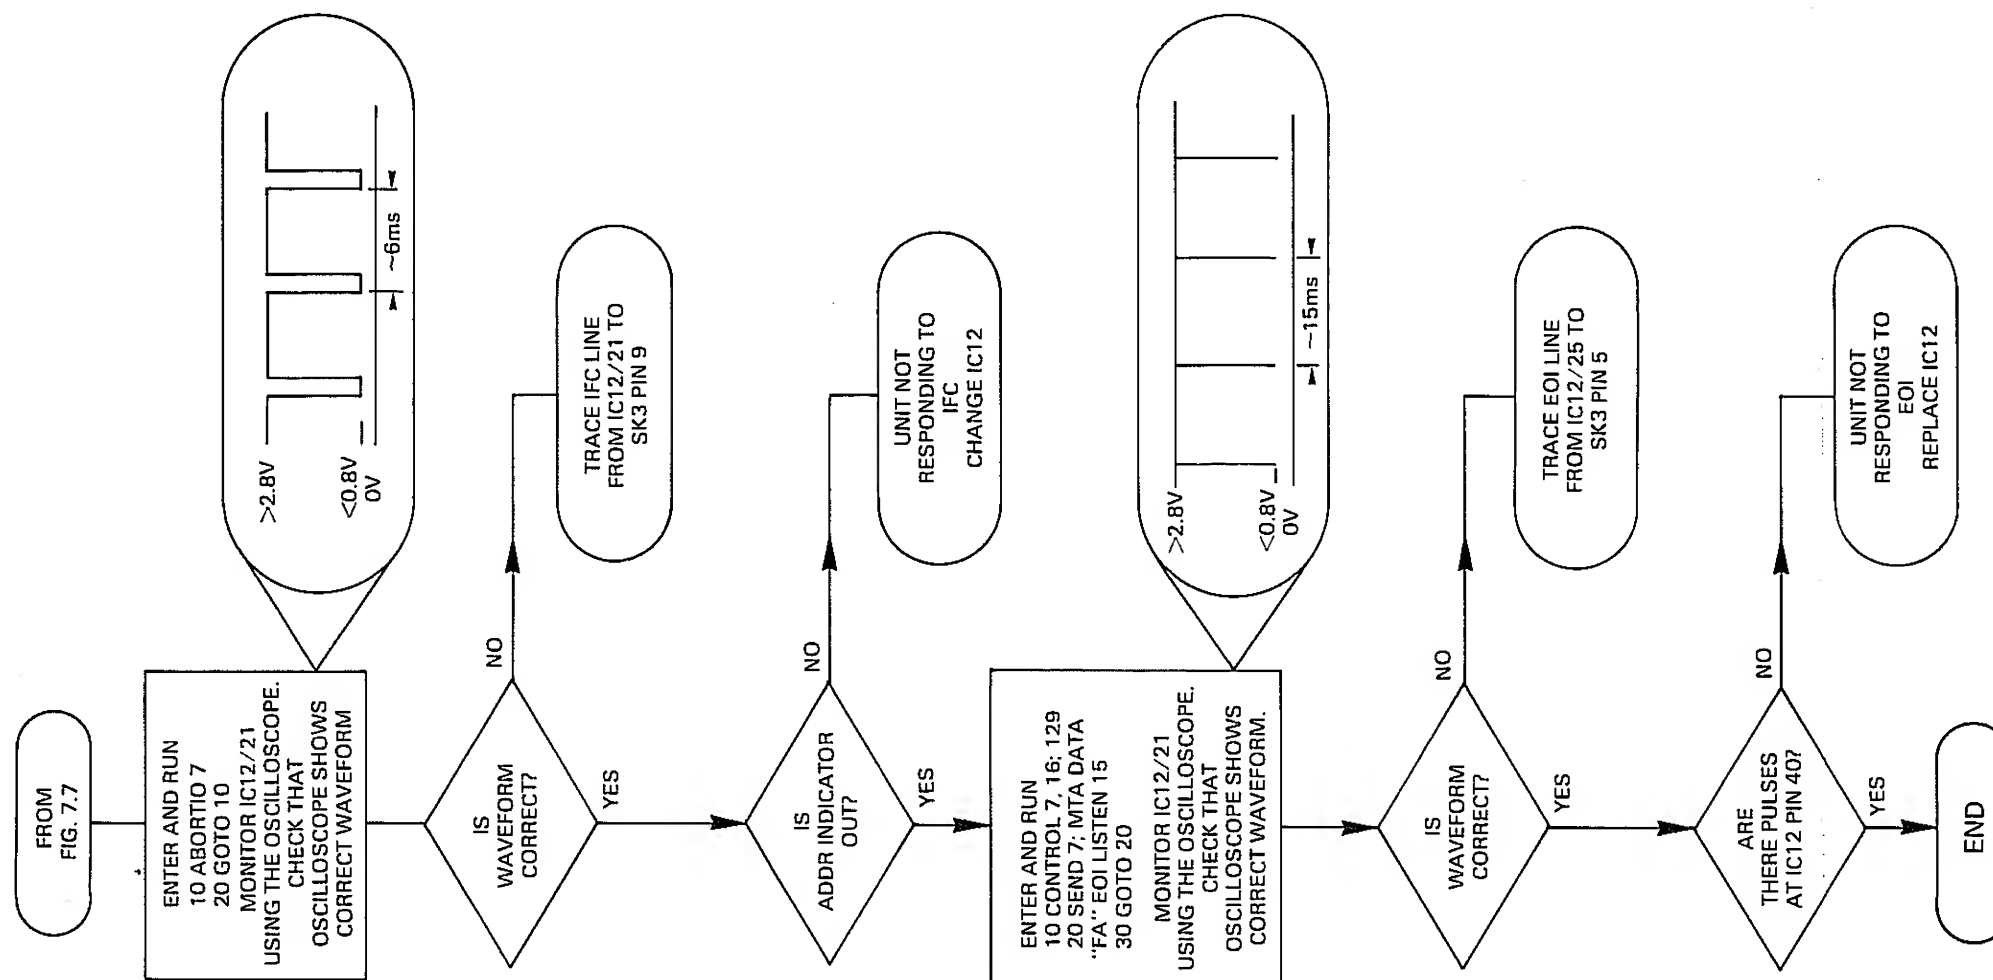 FROM
FIG. 7.7
ENTER AND RUN
10 ABORTIO 7
20 GOTO 10
MONITOR IC12/21
USING THE OSCILLOSCOPE.
CHECK THAT
OSCILLOSCOPE SHOWS
CORRECT WAVEFORM
>2.8V
<0.8V
0V
~6ms
IS
WAVEFORM
CORRECT?
NO
YES
TRACE IFC LINE
FROM IC12/21 TO
SK3 PIN 9
IS
ADDR INDICATOR
OUT?
NO
YES
UNIT NOT
RESPONDING TO
IFC
CHANGE IC12
ENTER AND RUN
10 CONTROL 7, 16; 129
20 SEND 7; MTA DATA
"FA" EOI LISTEN 15
30 GOTO 20
MONITOR IC12/21
USING THE OSCILLOSCOPE.
CHECK THAT
OSCILLOSCOPE SHOWS
CORRECT WAVEFORM.
>2.8V
<0.8V
0V
~15ms
IS
WAVEFORM
CORRECT?
NO
YES
TRACE EOI LINE
FROM IC12/25 TO
SK3 PIN 5
ARE
THERE PULSES
AT IC12 PIN 40?
NO
YES
UNIT NOT
RESPONDING TO
EOI
REPLACE IC12
END